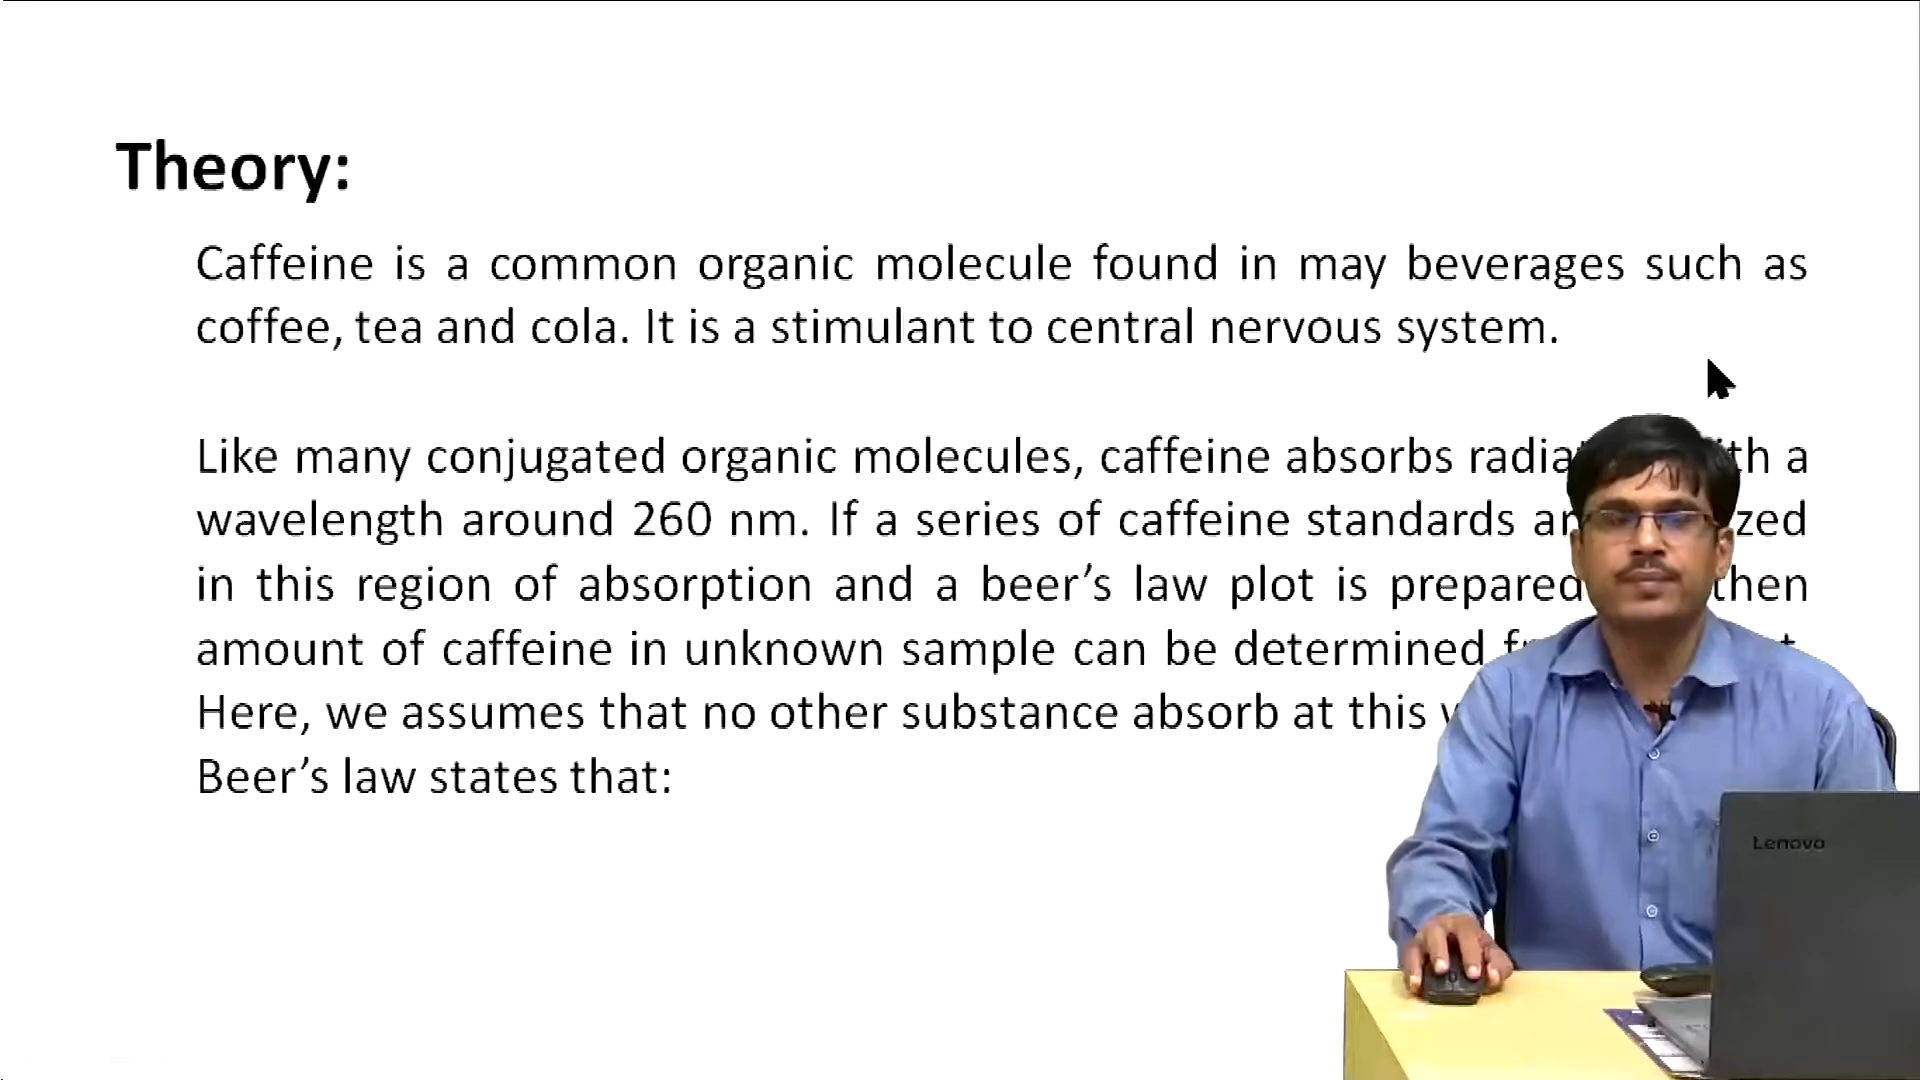 Theory:
Caffeine is a common organic molecule found in may beverages such as
coffee, tea and cola. It is a stimulant to central nervous system.
Like many conjugated organic molecules, caffeine absorbs a
wavelength around 260 nm. If a series of caffeine standards
in this region of absorption and a beer’s law plot is prepared then
amount of caffeine in unknown sample can be determined
Here, we assumes that no other substance absorb at this
Beer’s law states that:
Lenovo